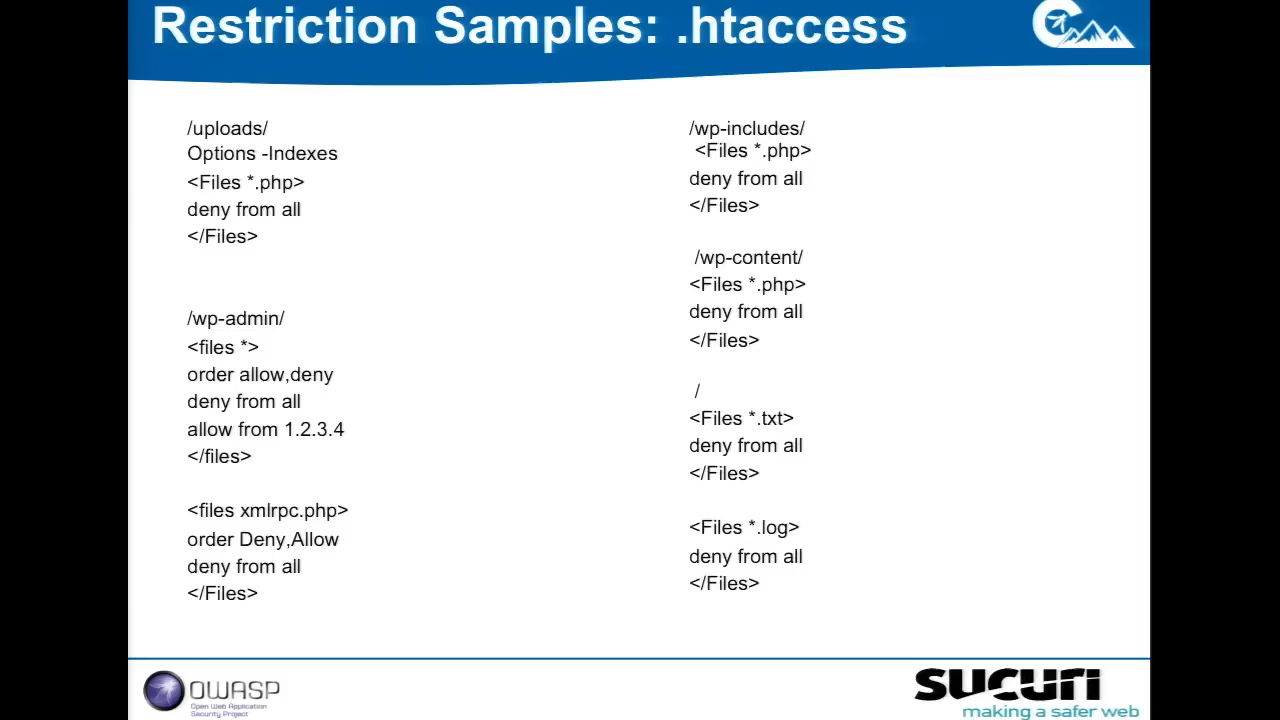 Restriction Samples: .htaccess
/uploads/
Options -Indexes
<Files *.php>
deny from all
</Files>
/wp-admin/
<files *>
order allow,deny
deny from all
allow from 1.2.3.4
</files>
<files xmlrpc.php>
order Deny,Allow
deny from all
</Files>
/wp-includes/
<Files *.php>
deny from all
</Files>
/wp-content/
<Files *.php>
deny from all
</Files>
/
<Files *.txt>
deny from all
</Files>
<Files *.log>
deny from all
</Files>
OWASP
Open Web Application
Security Project
sucuri
making a safer web